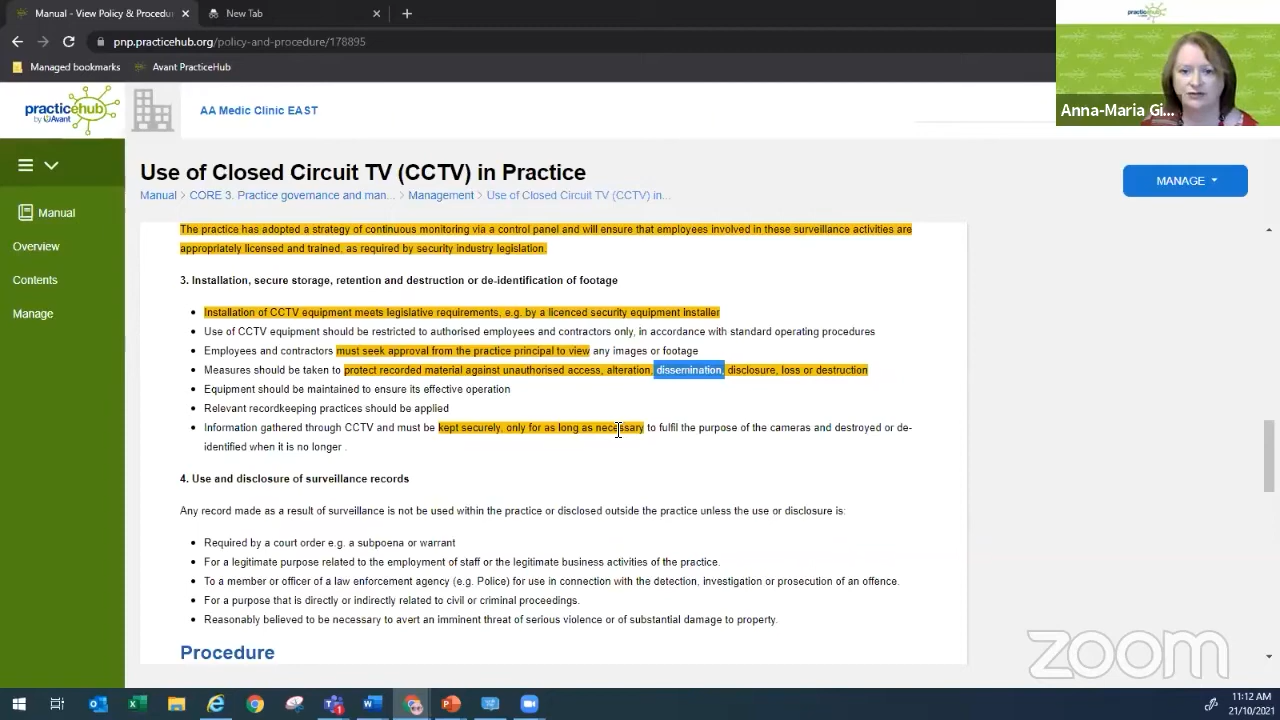 Manual - View Policy & Procedur
New Tab
pnp.practicehub.org/policy-and-procedure/178895
Managed bookmarks
Avant PracticeHub
practicehub
by Avant
AA Medic Clinic EAST
practicehub
Anna-Maria Gi...
Use of Closed Circuit TV (CCTV) in Practice
Manual > CORE 3. Practice governance and man... > Management > Use of Closed Circuit TV (CCTV) in...
MANAGE
Manual
Overview
Contents
Manage
The practice has adopted a strategy of continuous monitoring via a control panel and will ensure that employees involved in these surveillance activities are
appropriately licensed and trained, as required by security industry legislation.
3. Installation, secure storage, retention and destruction or de-identification of footage
• Installation of CCTV equipment meets legislative requirements, e.g. by a licenced security equipment installer
• Use of CCTV equipment should be restricted to authorised employees and contractors only, in accordance with standard operating procedures
• Employees and contractors must seek approval from the practice principal to view any images or footage
• Measures should be taken to protect recorded material against unauthorised access, alteration, dissemination, disclosure, loss or destruction
• Equipment should be maintained to ensure its effective operation
• Relevant recordkeeping practices should be applied
• Information gathered through CCTV and must be kept securely, only for as long as necessary to fulfil the purpose of the cameras and destroyed or de-
identified when it is no longer .
4. Use and disclosure of surveillance records
Any record made as a result of surveillance is not be used within the practice or disclosed outside the practice unless the use or disclosure is:
• Required by a court order e.g. a subpoena or warrant
• For a legitimate purpose related to the employment of staff or the legitimate business activities of the practice.
• To a member or officer of a law enforcement agency (e.g. Police) for use in connection with the detection, investigation or prosecution of an offence.
• For a purpose that is directly or indirectly related to civil or criminal proceedings.
• Reasonably believed to be necessary to avert an imminent threat of serious violence or of substantial damage to property.
Procedure
zoom
11:12 AM
21/10/2021